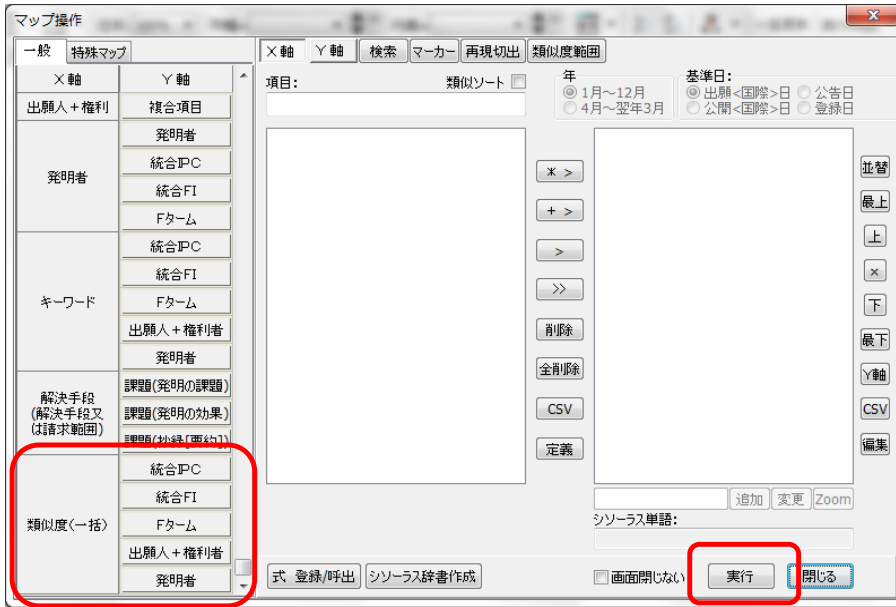 マップ操作
一般 特殊マップ
X軸 Y軸 検索 マーカー 再現切出 類似度範囲
X軸 Y軸
出願人+権利 複合項目
発明者
発明者
統合IPC
統合FI
Fターム
キーワード
統合IPC
統合FI
Fターム
出願人+権利者
発明者
解決手段
(解決手段又
は請求範囲)
課題(発明の課題)
課題(発明の効果)
課題(抄録[要約])
類似度(一括)
統合IPC
統合FI
Fターム
出願人+権利者
発明者
項目: 類似ソート
年
1月~12月
4月~翌年3月
基準日:
出願<国際>日 公告日
公開<国際>日 登録日
* >
+ >
>
>>
削除
全削除
CSV
定義
並替
最上
上
×
下
最下
Y軸
CSV
編集
追加 変更 Zoom
シソーラス単語:
式 登録/呼出 シソーラス辞書作成 画面閉じない 実行 閉じる